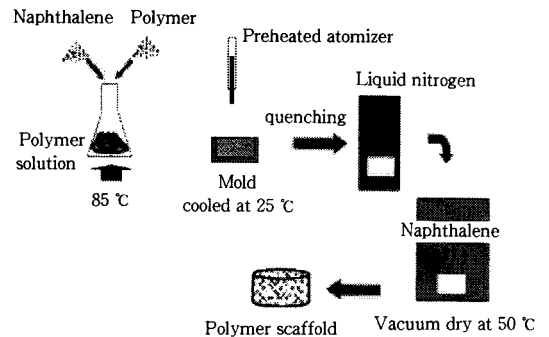 Naphthalene Polymer
Preheated atomizer
Liquid nitrogen
quenching
Polymer
solution
85 ℃
Mold
cooled at 25 ℃
Naphthalene
Vacuum dry at 50 ℃
Polymer scaffold